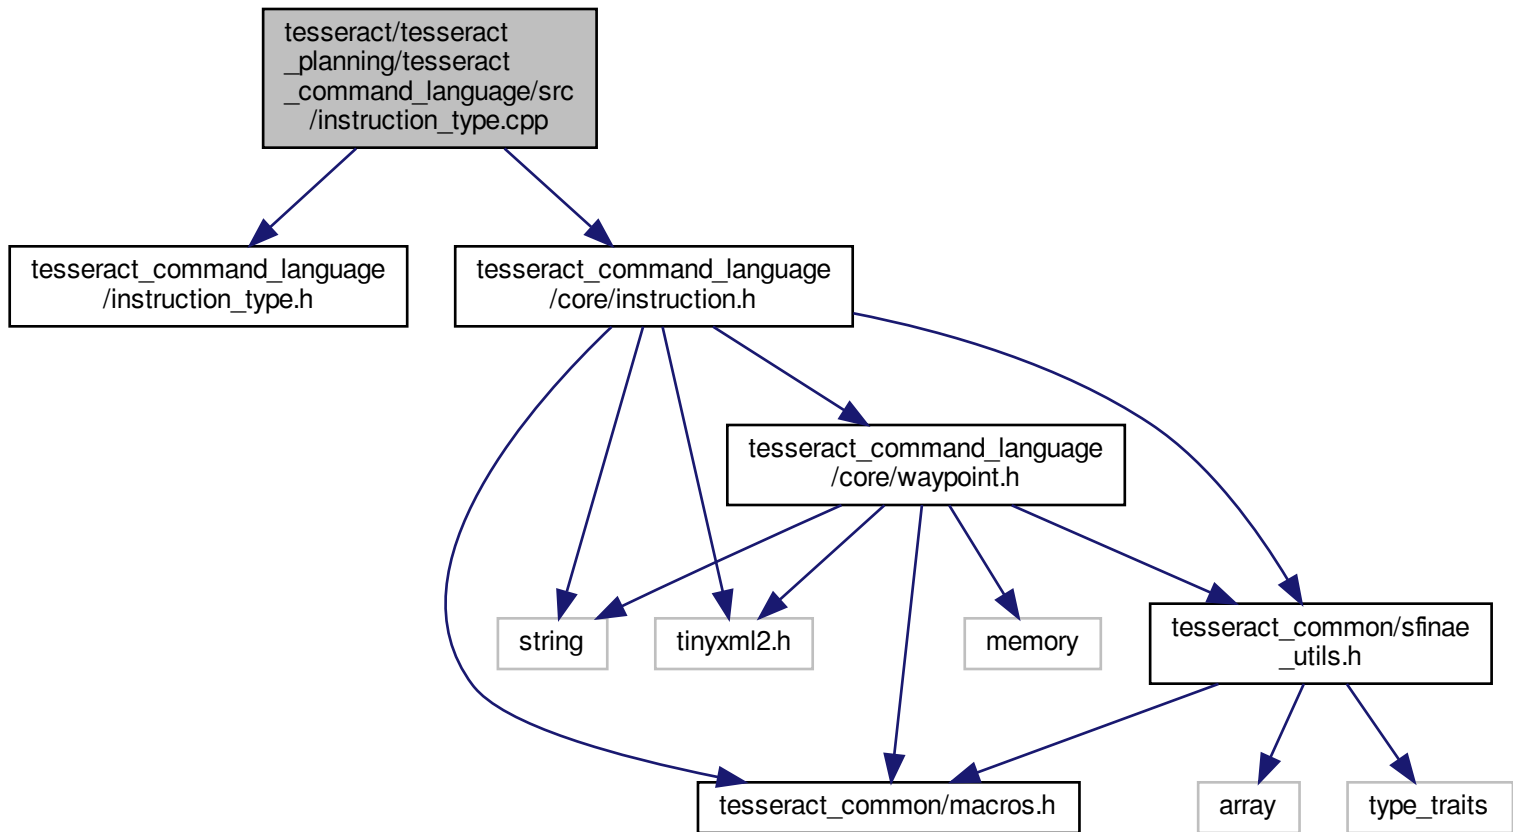 tesseract/tesseract
_planning/tesseract
_command_language/src
/instruction_type.cpp
tesseract_command_language
/instruction_type.h
tesseract_command_language
/core/instruction.h
tesseract_command_language
/core/waypoint.h
string
tinyxml2.h
memory
tesseract_common/sfinae
_utils.h
tesseract_common/macros.h
array
type_traits